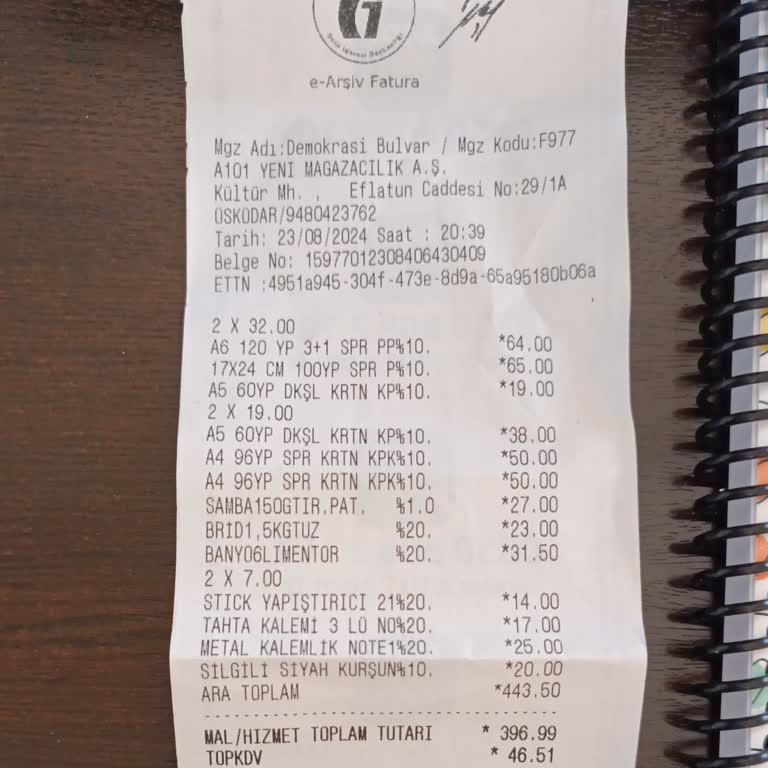 Gelir İdaresi Başkanlığı
e-Arşiv Fatura
Mgz Adı:Demokrasi Bulvar / Mgz Kodu:F977
A101 YENİ MAGAZACILIK A.Ş.
Kültür Mh. , Eflatun Caddesi No:29/1A
ÜSKÜDAR/9480423762
Tarih: 23/08/2024 Saat : 20:39
Belge No: 15977012308406430409
ETTN :4951a945-304f-473e-8d9a-65a95180b06a
2 X 32.00
A6 120 YP 3+1 SPR PP%10. *64.00
17X24 CM 100YP SPR P%10. *65.00
A5 60YP DKŞL KRTN KP%10. *19.00
2 X 19.00
A5 60YP DKŞL KRTN KP%10. *38.00
A4 96YP SPR KRTN KPK%10. *50.00
A4 96YP SPR KRTN KPK%10. *50.00
SAMBA150GTIR.PAT. %1.0 *27.00
BRİD1,5KGTUZ %20. *23.00
BANYO6LIMENTOR %20. *31.50
2 X 7.00
STICK YAPIŞTIRICI 21%20. *14.00
TAHTA KALEMİ 3 LÜ NO%20. *17.00
METAL KALEMLİK NOTE1%20. *25.00
SİLGİLİ SİYAH KURŞUN%10. *20.00
ARA TOPLAM *443.50
MAL/HIZMET TOPLAM TUTARI * 396.99
TOPKDV * 46.51